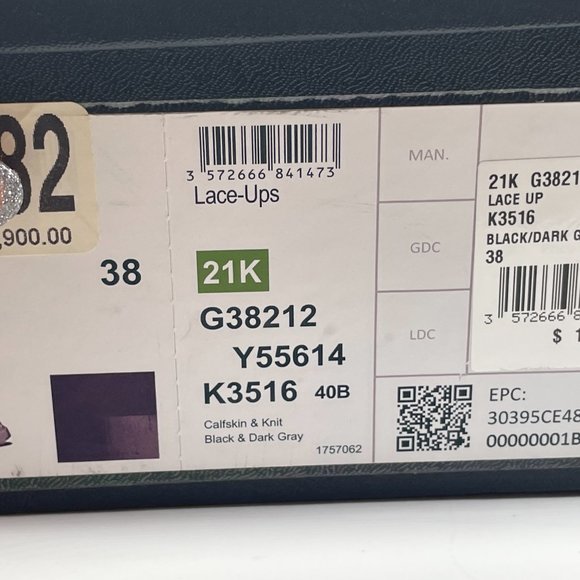 82
,900.00
38
3 572666 841473
Lace-Ups
21K
G38212
Y55614
K3516 40B
Calfskin & Knit
Black & Dark Gray
1757062
MAN.
GDC
LDC
21K G3821
LACE UP
K3516
BLACK/DARK G
38
3 572666 8
$ 1
EPC:
30395CE48
00000001B